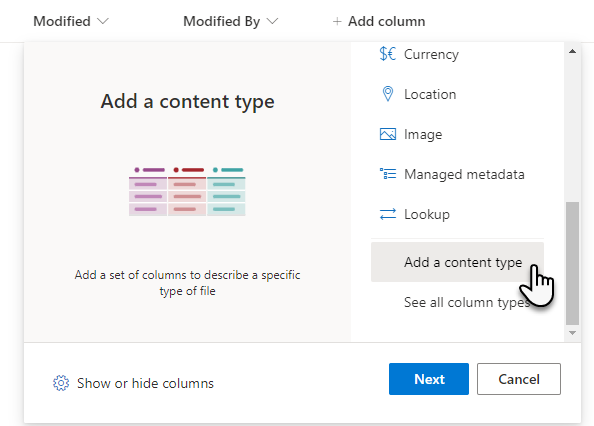 Modified
Modified By
+ Add column
Add a content type
Add a set of columns to describe a specific
type of file
$€ Currency
Location
Image
Managed metadata
Lookup
Add a content type
See all column types
Show or hide columns
Next
Cancel